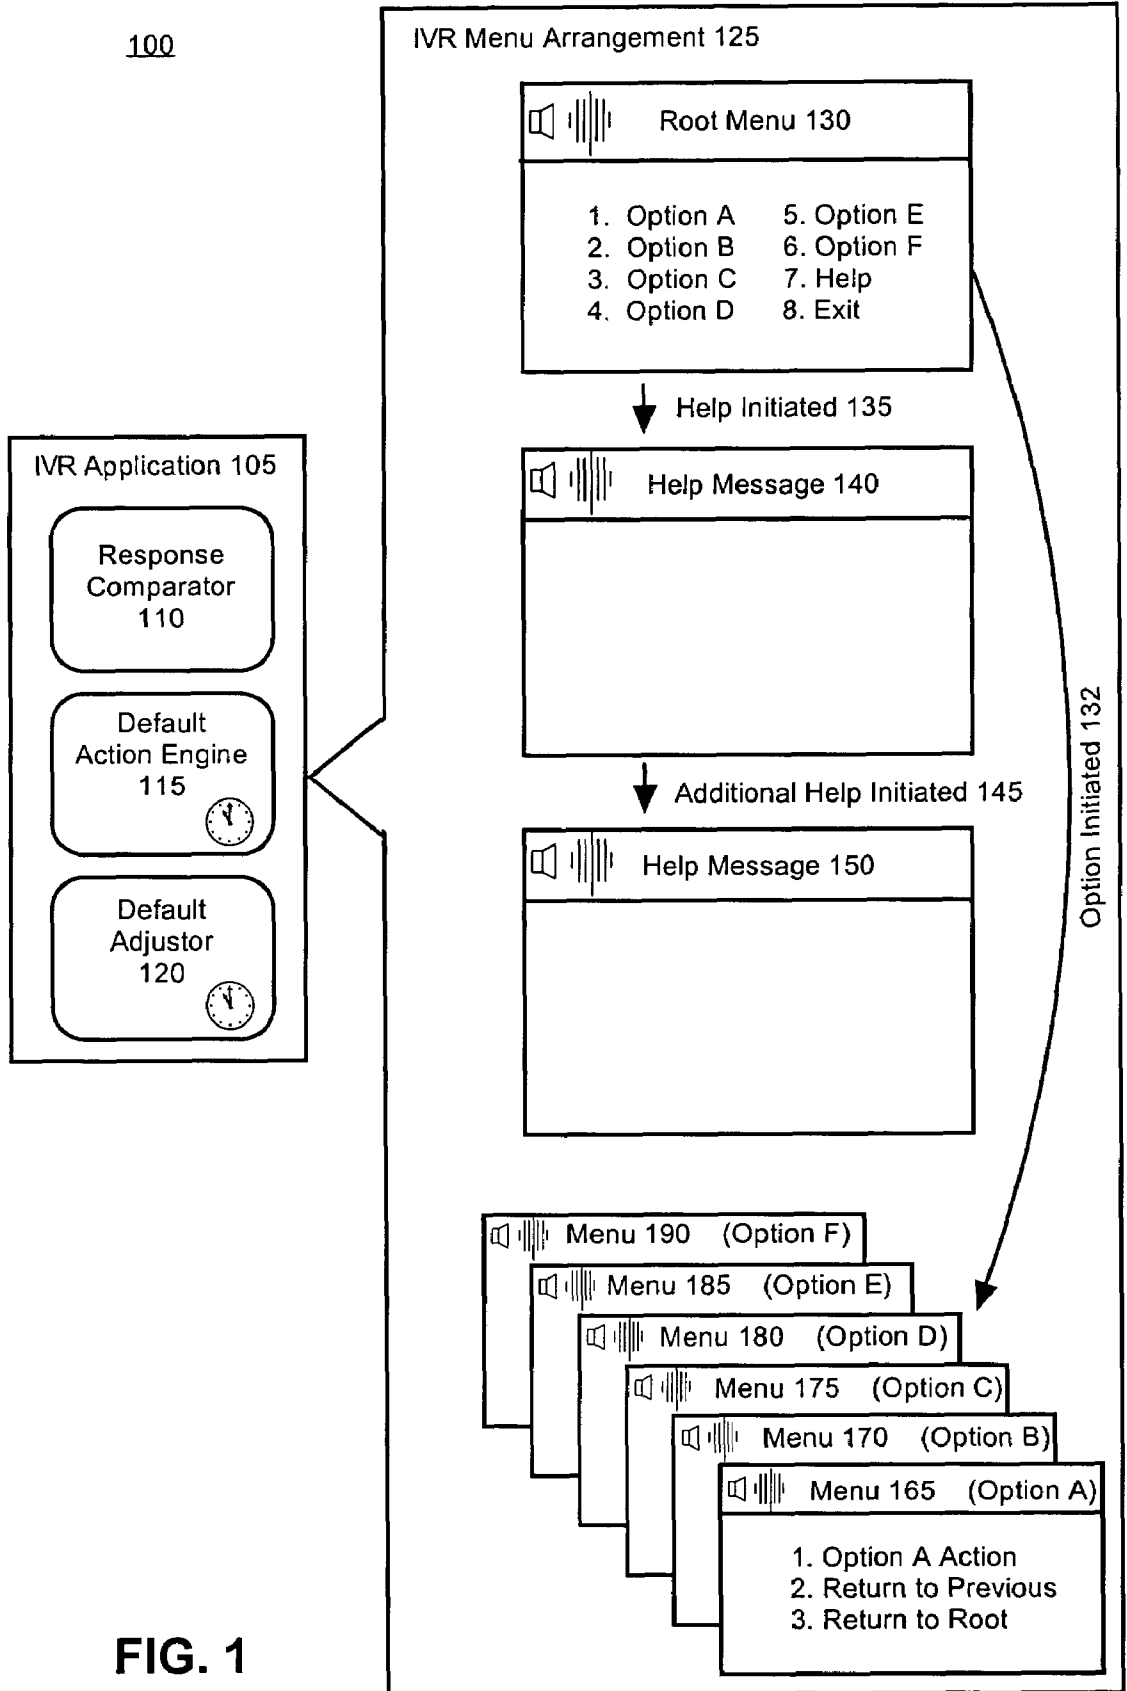 100
IVR Menu Arrangement 125
Root Menu 130
1. Option A
2. Option B
3. Option C
4. Option D
5. Option E
6. Option F
7. Help
8. Exit
Help Initiated 135
Help Message 140
Additional Help Initiated 145
Help Message 150
Option Initiated 132
IVR Application 105
Response
Comparator
110
Default
Action Engine
115
Default
Adjustor
120
Menu 190 (Option F)
Menu 185 (Option E)
Menu 180 (Option D)
Menu 175 (Option C)
Menu 170 (Option B)
Menu 165 (Option A)
1. Option A Action
2. Return to Previous
3. Return to Root
FIG. 1